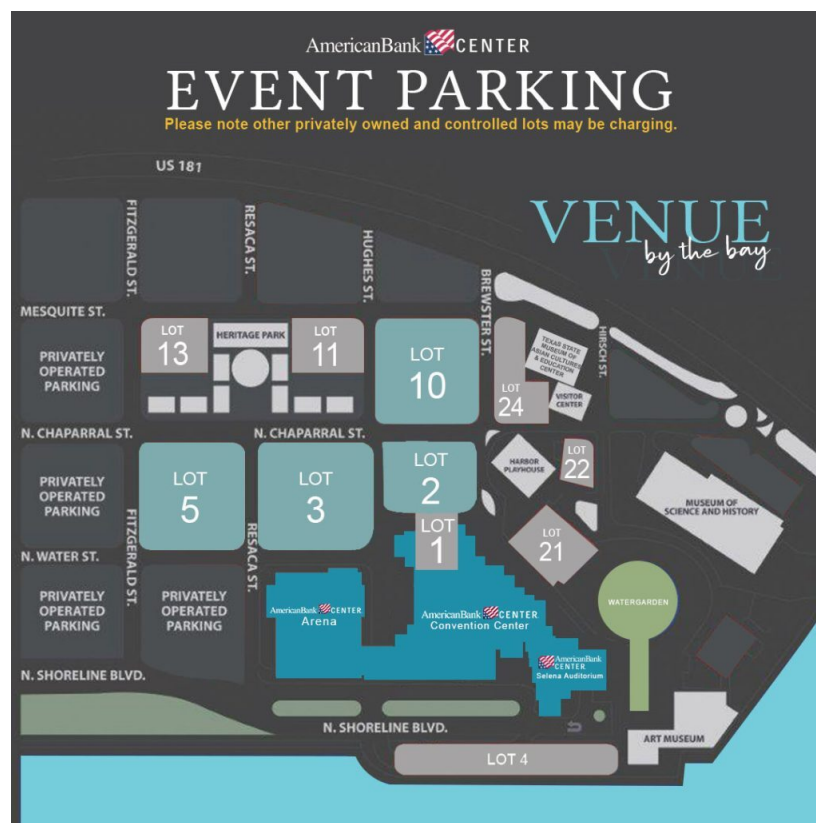 AmericanBank CENTER
EVENT PARKING
Please note other privately owned and controlled lots may be charging.
US 181
VENUE
by the bay
FITZGERALD ST.
RESACA ST.
HUGHES ST.
BREWSTER ST.
HIRSCH ST.
MESQUITE ST.
PRIVATELY
OPERATED
PARKING
LOT
13
HERITAGE PARK
LOT
11
LOT
10
TEXAS STATE
MUSEUM OF
ASIAN CULTURES
& EDUCATION
CENTER
LOT
24
VISITOR
CENTER
N. CHAPARRAL ST.
N. CHAPARRAL ST.
PRIVATELY
OPERATED
PARKING
LOT
5
LOT
3
LOT
2
HARBOR
PLAYHOUSE
LOT
22
MUSEUM OF
SCIENCE AND HISTORY
FITZGERALD ST.
RESACA ST.
LOT
1
LOT
21
N. WATER ST.
PRIVATELY
OPERATED
PARKING
PRIVATELY
OPERATED
PARKING
AmericanBank CENTER
Arena
AmericanBank CENTER
Convention Center
WATERGARDEN
AmericanBank
CENTER
Selena Auditorium
N. SHORELINE BLVD.
N. SHORELINE BLVD.
ART MUSEUM
LOT 4